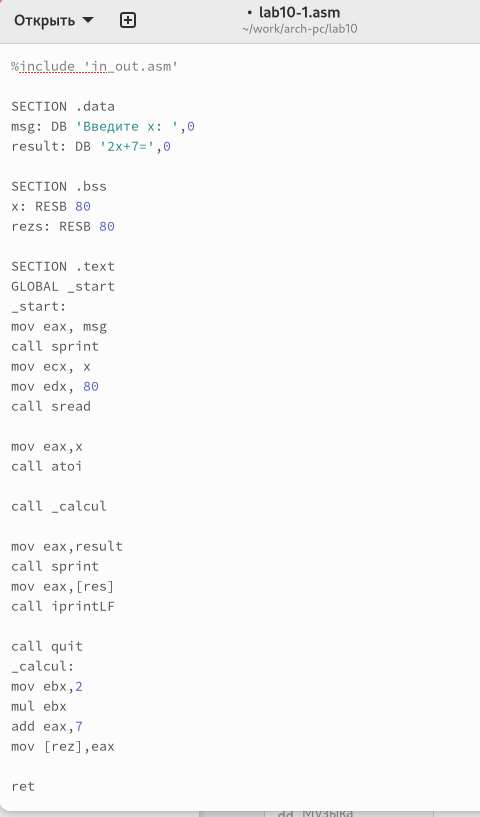 Открыть
• lab10-1.asm
~/work/arch-pc/lab10
%include 'in_out.asm'
SECTION .data
msg: DB 'Введите x: ',0
result: DB '2x+7=',0
SECTION .bss
x: RESB 80
rezs: RESB 80
SECTION .text
GLOBAL _start
_start:
mov eax, msg
call sprint
mov ecx, x
mov edx, 80
call sread
mov eax,x
call atoi
call _calcul
mov eax,result
call sprint
mov eax,[res]
call iprintLF
call quit
_calcul:
mov ebx,2
mul ebx
add eax,7
mov [rez],eax
ret